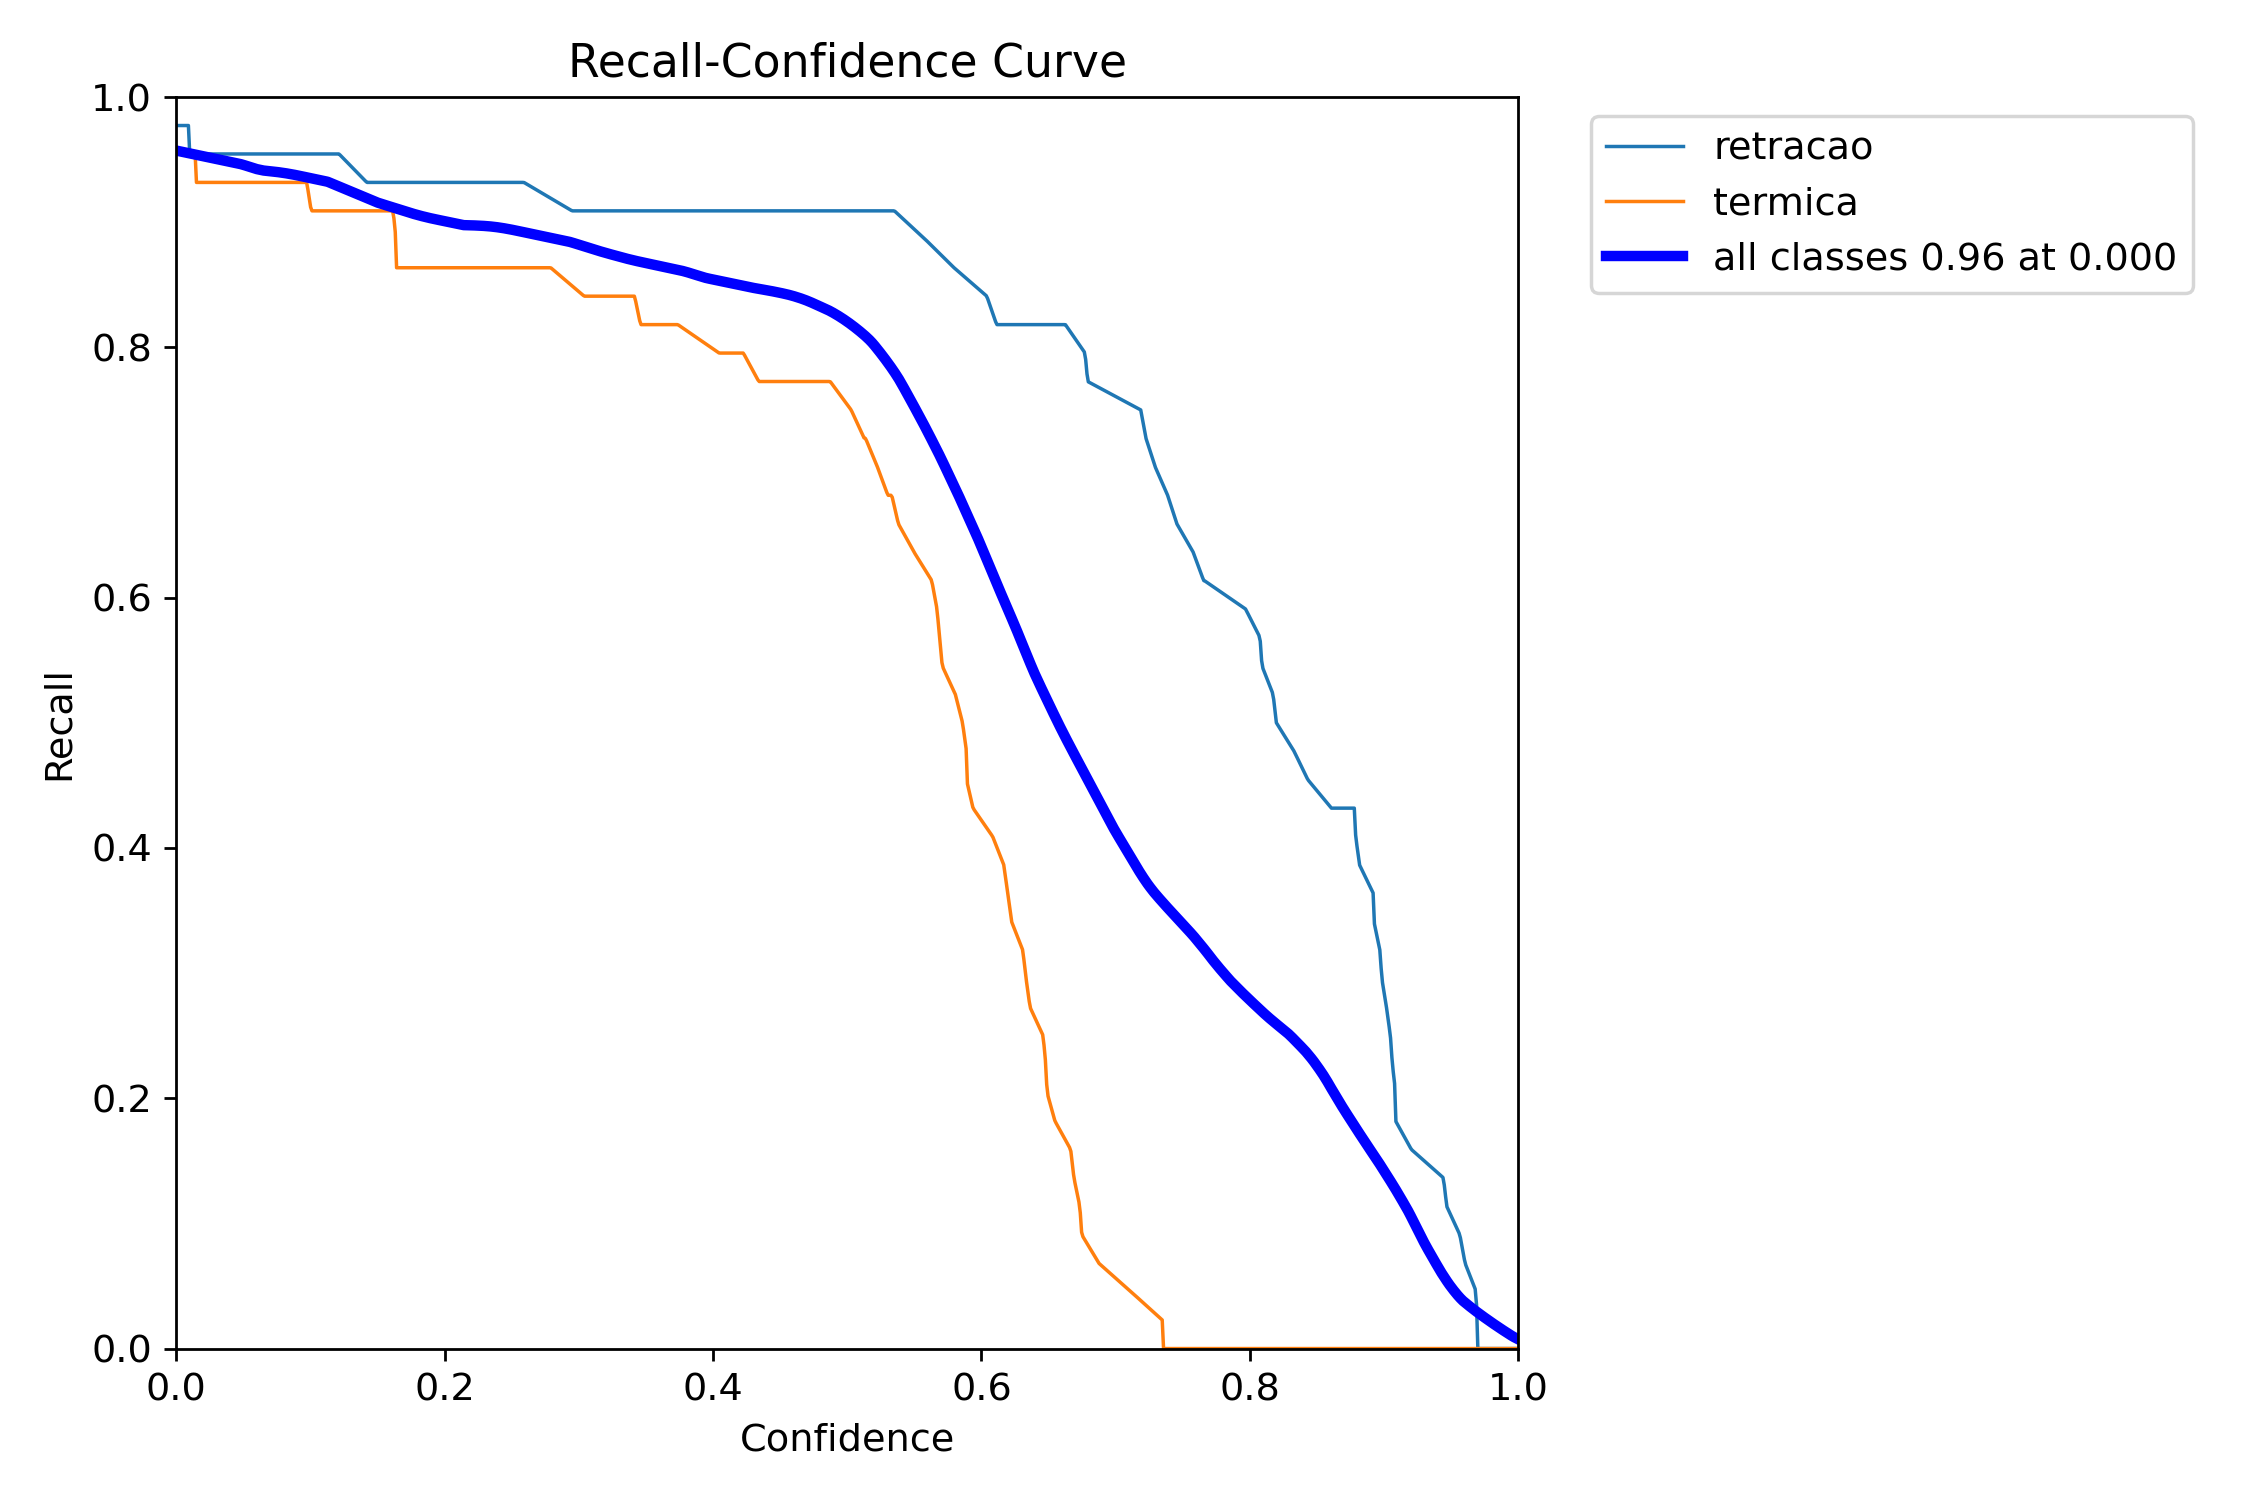 Recall-Confidence Curve
1.0
0.8
0.6
0.4
0.2
0.0
Recall
0.0 0.2 0.4 0.6 0.8 1.0
Confidence
retracao
termica
all classes 0.96 at 0.000